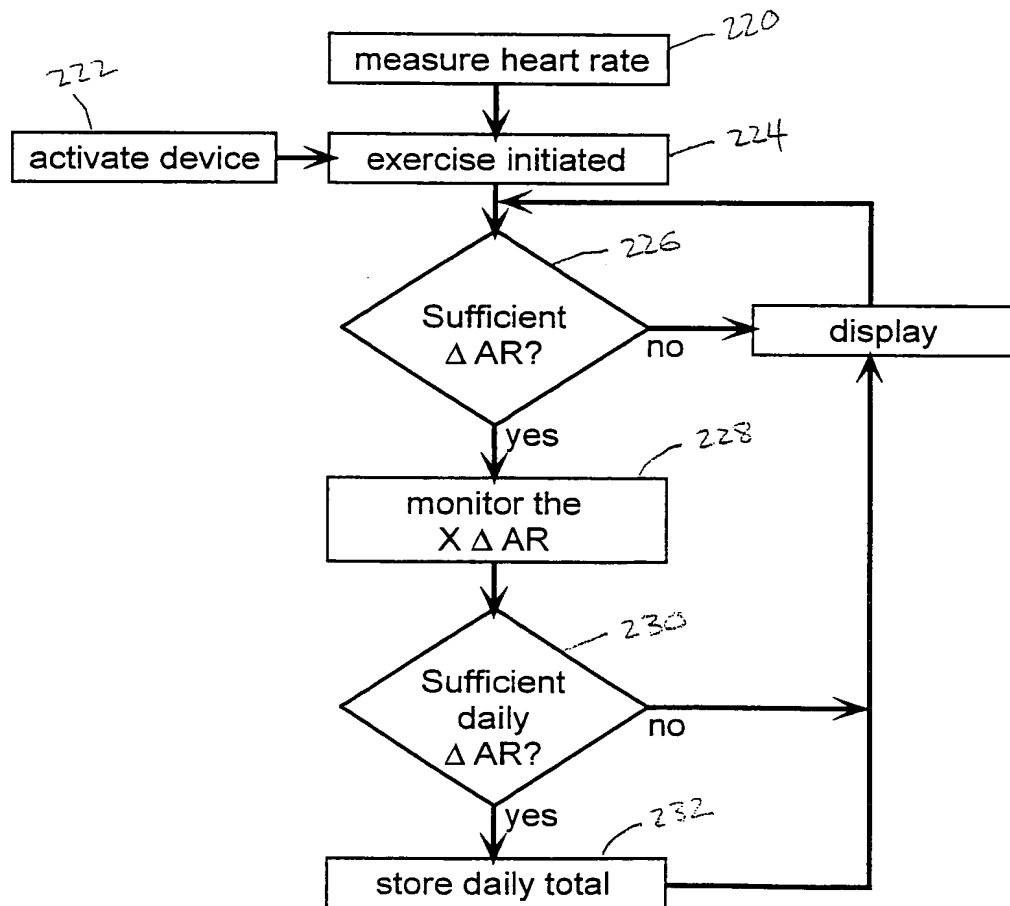 220
measure heart rate
222
activate device
exercise initiated
224
226
Sufficient
Δ AR?
no
display
yes
228
monitor the
X Δ AR
230
Sufficient
daily
Δ AR?
no
yes
232
store daily total